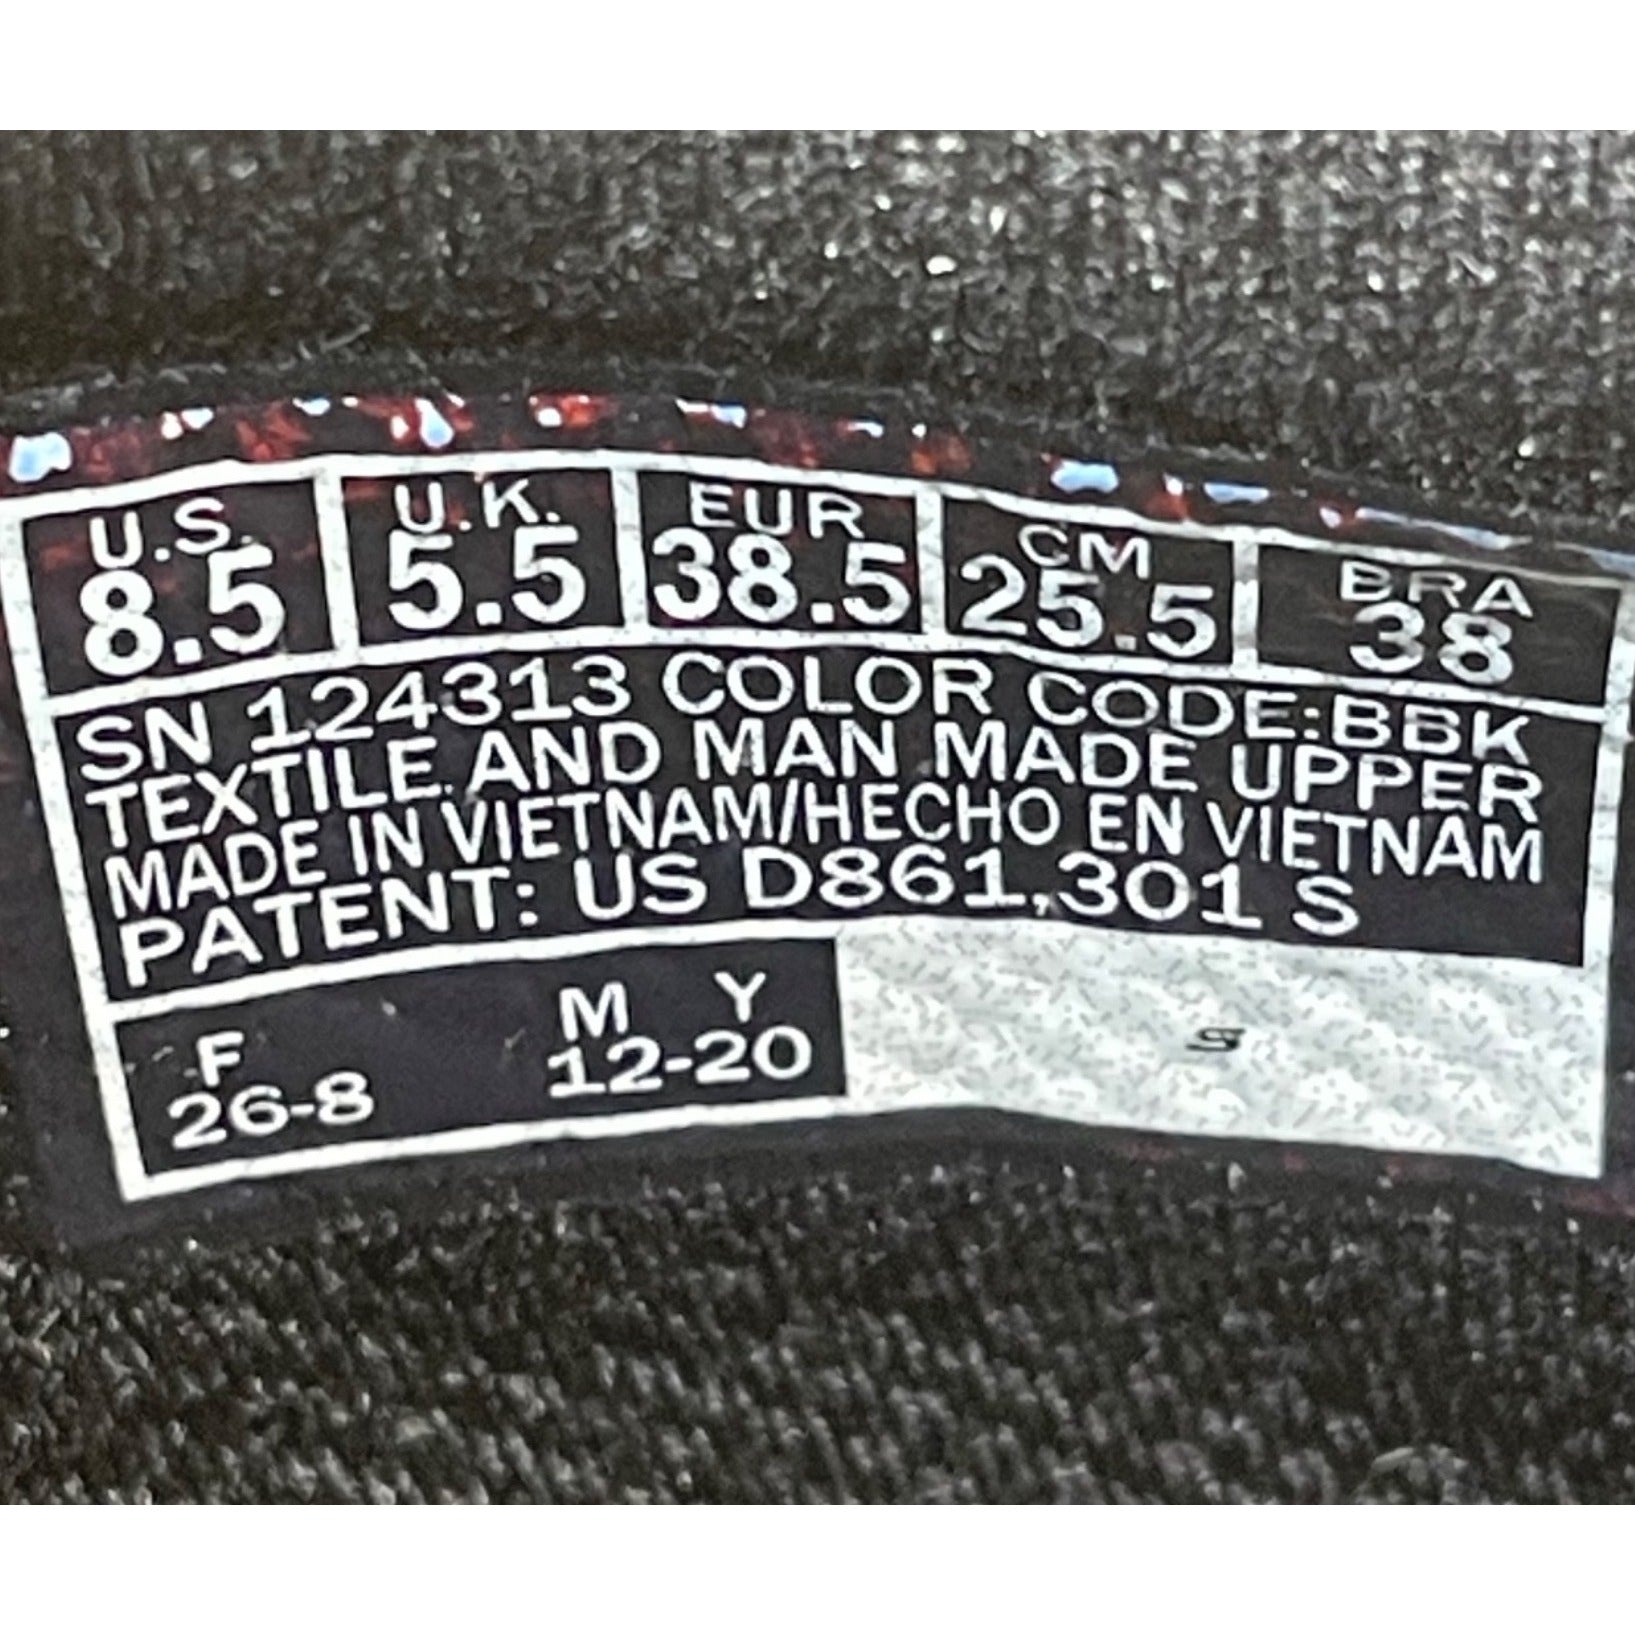 U.S. U.K. EUR CM BRA
8.5 5.5 38.5 25.5 38
SN 124313 COLOR CODE:BBK
TEXTILE AND MAN MADE UPPER
MADE IN VIETNAM/HECHO EN VIETNAM
PATENT: US D861,301 S
F M Y
26-8 12-20
S